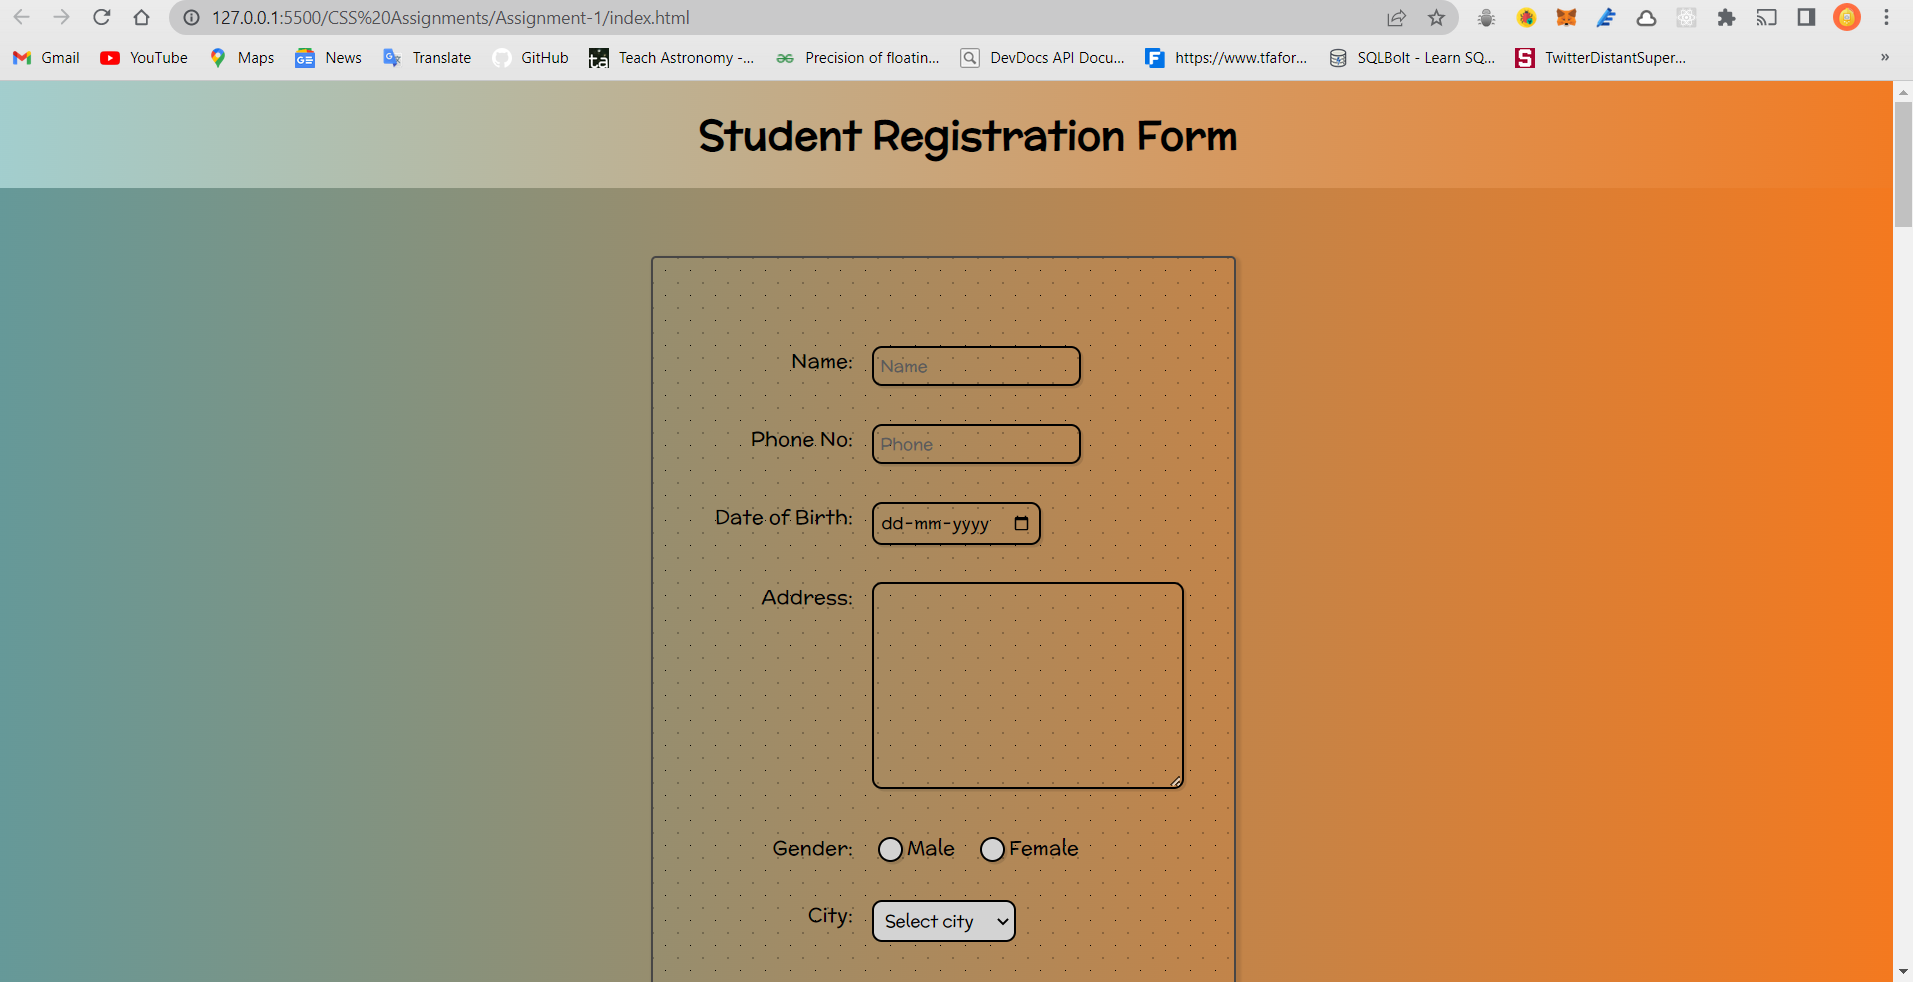 127.0.0.1:5500/CSS%20Assignments/Assignment-1/index.html
Gmail YouTube Maps News Translate GitHub Teach Astronomy -... Precision of floatin... DevDocs API Docu... https://www.tfafor... SQLBolt - Learn SQ... TwitterDistantSuper... »
Student Registration Form
Name: Name
Phone No: Phone
Date of Birth: dd-mm-yyyy
Address:
Gender: Male Female
City: Select city